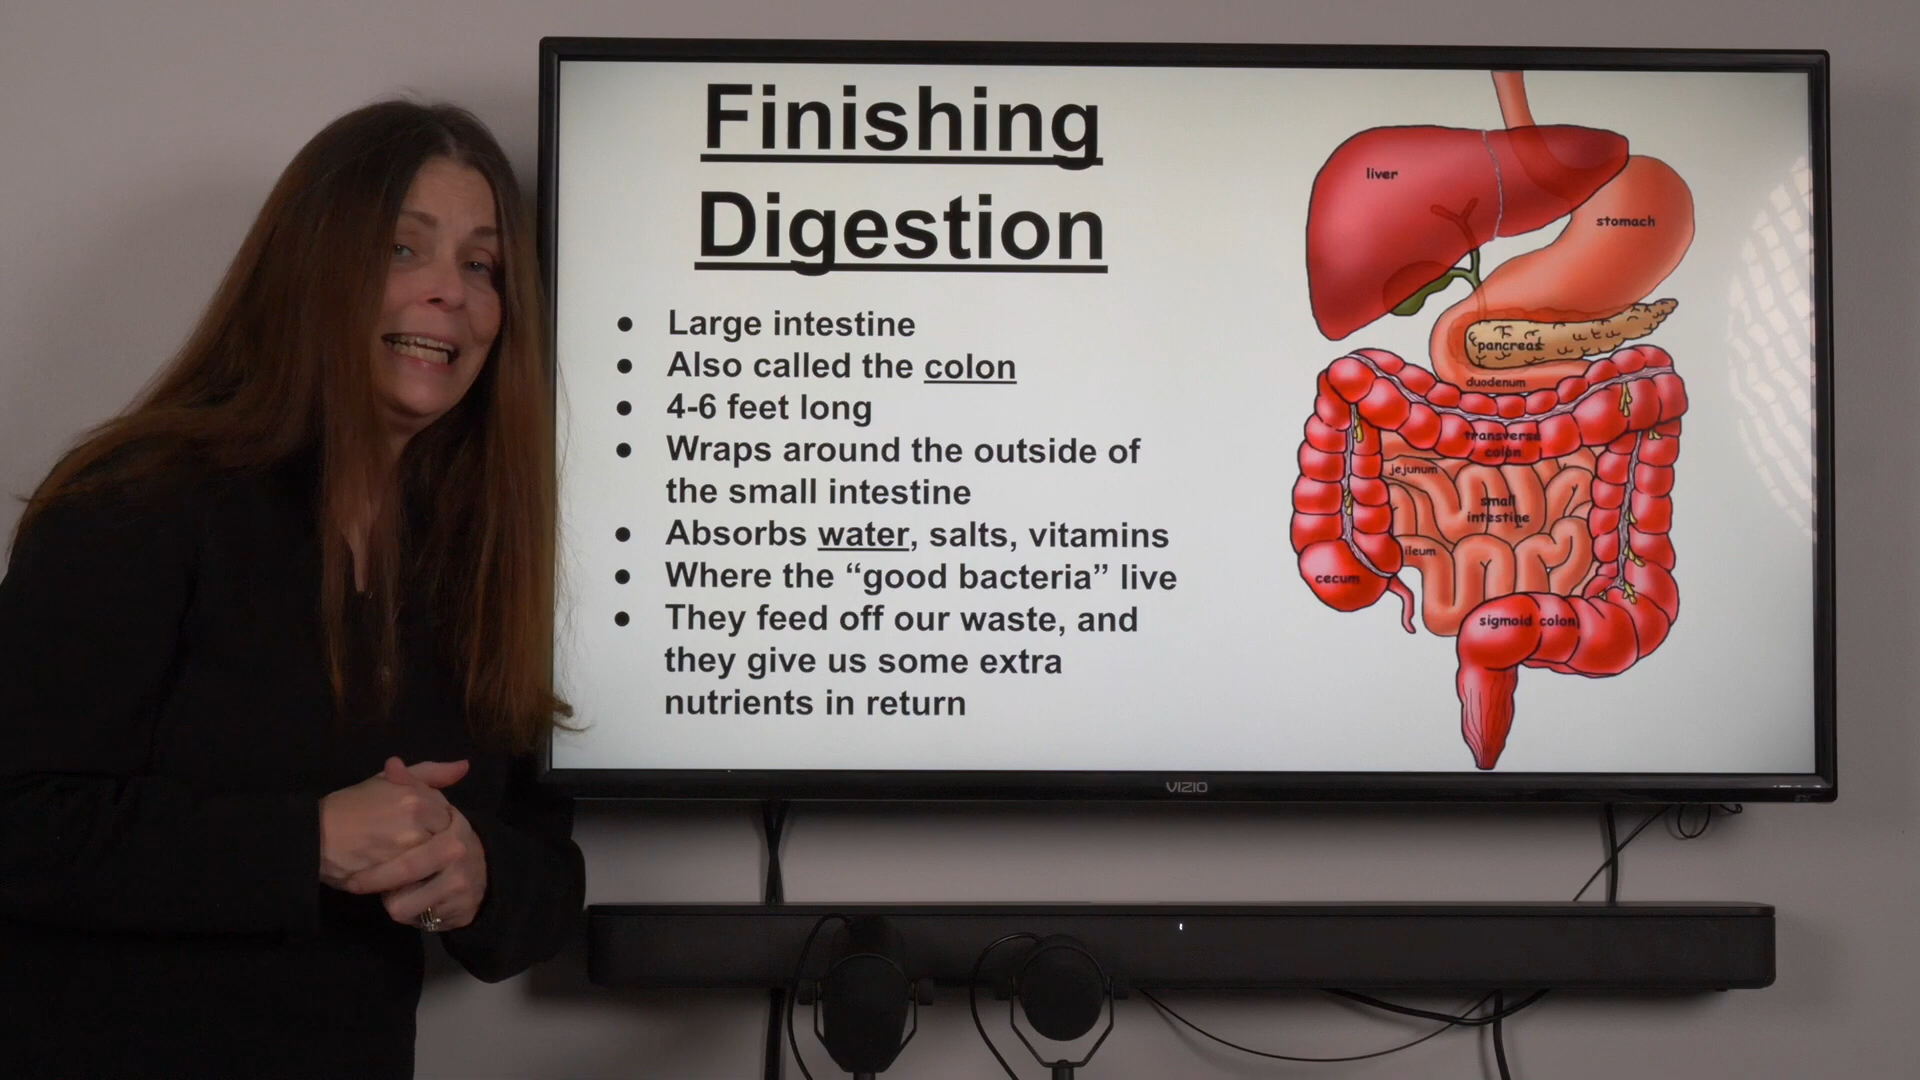 Finishing
Digestion
● Large intestine
● Also called the colon
● 4-6 feet long
● Wraps around the outside of
the small intestine
● Absorbs water, salts, vitamins
● Where the “good bacteria” live
● They feed off our waste, and
they give us some extra
nutrients in return
liver
stomach
pancreas
duodenum
transverse
colon
jejunum
small
intestine
ileum
cecum
sigmoid colon
VIZIO